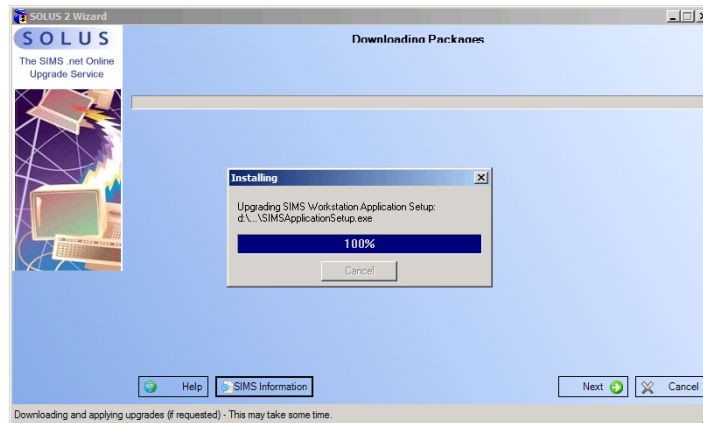 SOLUS 2 Wizard
SOLUS
The SIMS .net Online
Upgrade Service
Downloading Packages
Installing
Upgrading SIMS Workstation Application Setup:
d:\...\SIMSApplicationSetup.exe
100%
Cancel
Help
SIMS Information
Next
Cancel
Downloading and applying upgrades (if requested) - This may take some time.